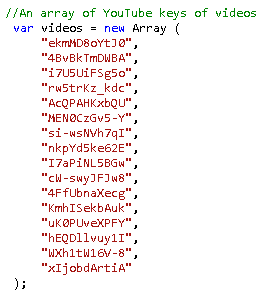 //An array of YouTube keys of videos
var videos = new Array (
"ekmMD8oYtJ0",
"4BvBkTmDWBA",
"i7U5UiFSg5o",
"rw5trKz_kdc",
"AcQPAHKxbQU",
"MEN0CzGv5-Y",
"si-wsNVh7qI",
"nkpYd5ke62E",
"I7aPiNL5BGw",
"cW-swyJFJw8",
"4FfUbnaXecg",
"KmhISekbAuk",
"uK0PUveXPFY",
"hEQDllvuy1I",
"WXh1tW16V-8",
"xIjobdArtiA"
);